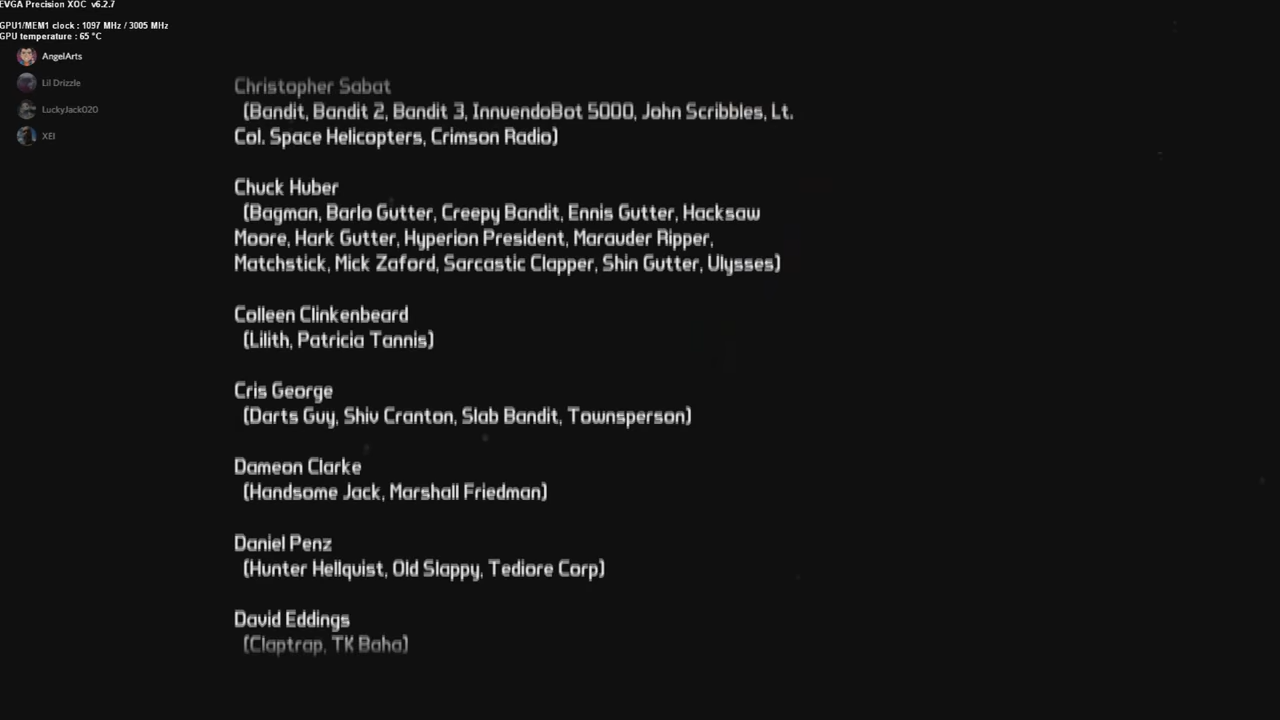 EVGA Precision XOC v6.2.7
GPU1/MEM1 clock : 1097 MHz / 3005 MHz
GPU temperature : 65 °C
AngelArts
Lil Drizzle
LuckyJack020
XEI
Christopher Sabat
(Bandit, Bandit 2, Bandit 3, InnuendoBot 5000, John Scribbles, Lt.
Col. Space Helicopters, Crimson Radio)
Chuck Huber
(Bagman, Barlo Gutter, Creepy Bandit, Ennis Gutter, Hacksaw
Moore, Hark Gutter, Hyperion President, Marauder Ripper,
Matchstick, Mick Zaford, Sarcastic Clapper, Shin Gutter, Ulysses)
Colleen Clinkenbeard
(Lilith, Patricia Tannis)
Cris George
(Darts Guy, Shiv Cranton, Slab Bandit, Townsperson)
Dameon Clarke
(Handsome Jack, Marshall Friedman)
Daniel Penz
(Hunter Hellquist, Old Slappy, Tediore Corp)
David Eddings
(Claptrap, TK Baha)